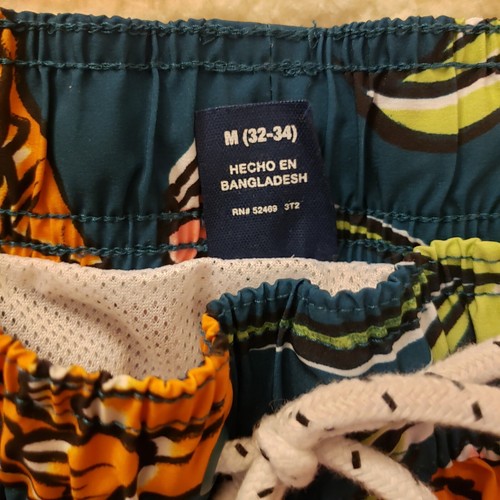 M (32-34)
HECHO EN
BANGLADESH
RN# 52469 3T2